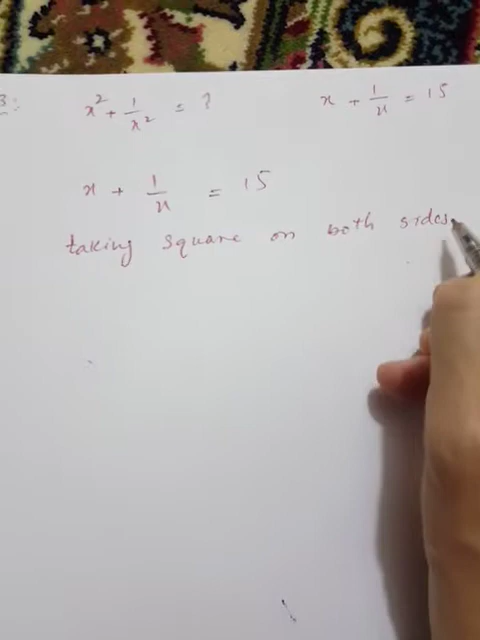 3: x² + 1/x² = ? x + 1/x = 15
x + 1/x = 15
taking square on both sides